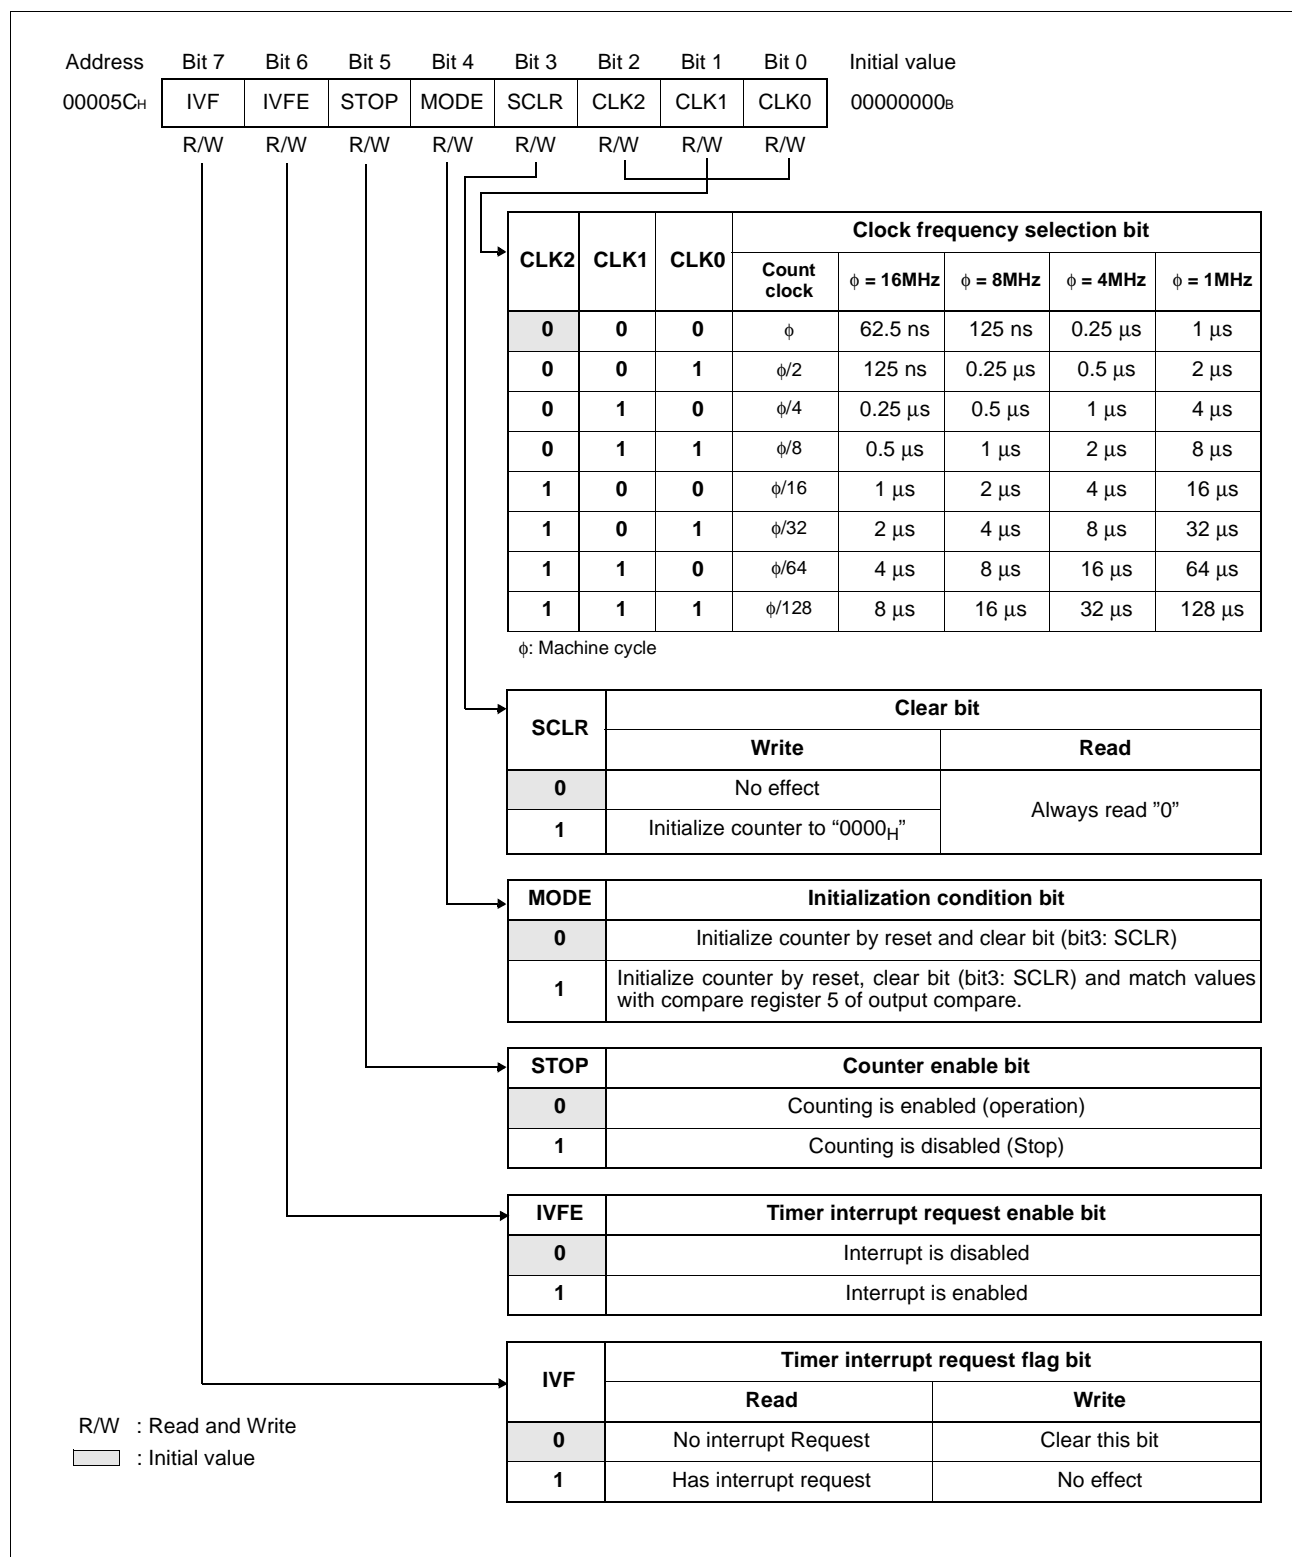 Address Bit 7 Bit 6 Bit 5 Bit 4 Bit 3 Bit 2 Bit 1 Bit 0 Initial value
00005CH IVF IVFE STOP MODE SCLR CLK2 CLK1 CLK0 00000000B
R/W R/W R/W R/W R/W R/W R/W R/W
CLK2 CLK1 CLK0 Clock frequency selection bit
Count clock ϕ = 16MHz ϕ = 8MHz ϕ = 4MHz ϕ = 1MHz
0 0 0 ϕ 62.5 ns 125 ns 0.25 μs 1 μs
0 0 1 ϕ/2 125 ns 0.25 μs 0.5 μs 2 μs
0 1 0 ϕ/4 0.25 μs 0.5 μs 1 μs 4 μs
0 1 1 ϕ/8 0.5 μs 1 μs 2 μs 8 μs
1 0 0 ϕ/16 1 μs 2 μs 4 μs 16 μs
1 0 1 ϕ/32 2 μs 4 μs 8 μs 32 μs
1 1 0 ϕ/64 4 μs 8 μs 16 μs 64 μs
1 1 1 ϕ/128 8 μs 16 μs 32 μs 128 μs
ϕ: Machine cycle
SCLR Clear bit
Write Read
0 No effect Always read ”0”
1 Initialize counter to “0000H”
MODE Initialization condition bit
0 Initialize counter by reset and clear bit (bit3: SCLR)
1 Initialize counter by reset, clear bit (bit3: SCLR) and match values
with compare register 5 of output compare.
STOP Counter enable bit
0 Counting is enabled (operation)
1 Counting is disabled (Stop)
IVFE Timer interrupt request enable bit
0 Interrupt is disabled
1 Interrupt is enabled
IVF Timer interrupt request flag bit
Read Write
0 No interrupt Request Clear this bit
1 Has interrupt request No effect
R/W : Read and Write
: Initial value